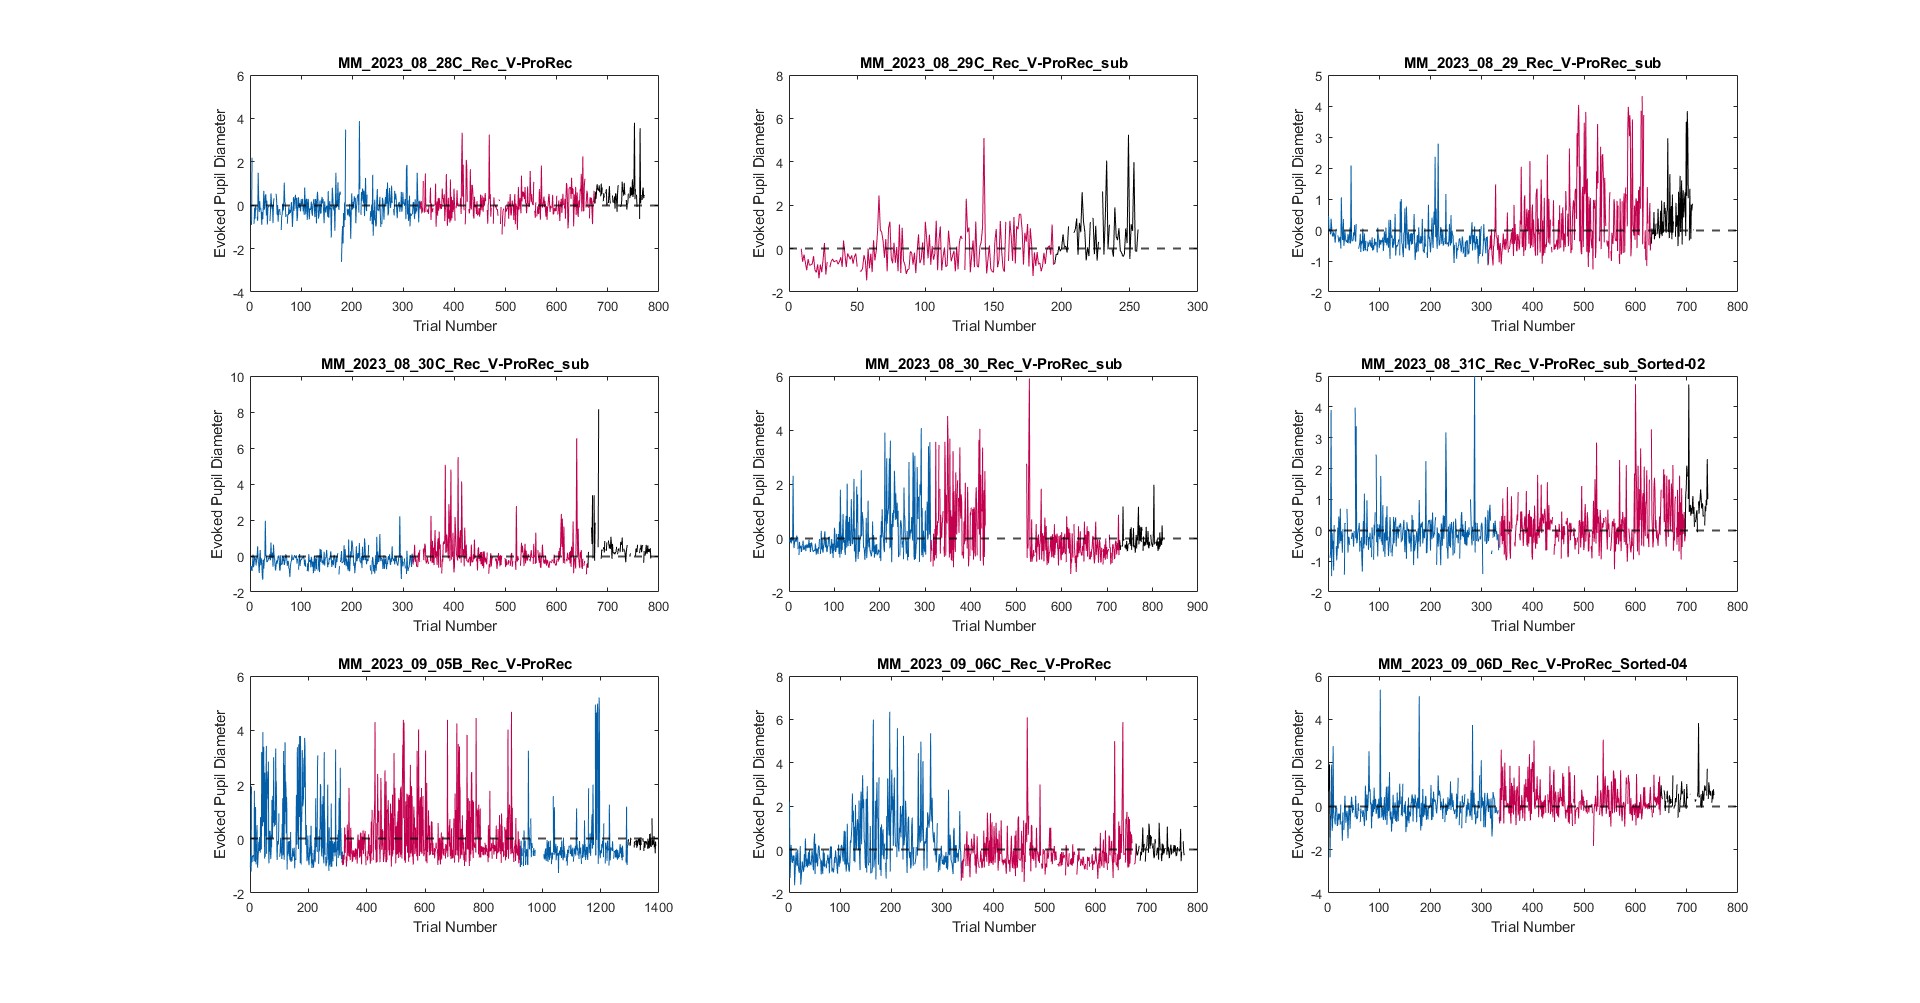 MM_2023_08_28C_Rec_V-ProRec
Evoked Pupil Diameter
6
4
2
0
-2
-4
0 100 200 300 400 500 600 700 800
Trial Number
MM_2023_08_29C_Rec_V-ProRec_sub
Evoked Pupil Diameter
8
6
4
2
0
-2
0 50 100 150 200 250 300
Trial Number
MM_2023_08_29_Rec_V-ProRec_sub
Evoked Pupil Diameter
5
4
3
2
1
0
-1
-2
0 100 200 300 400 500 600 700 800
Trial Number
MM_2023_08_30C_Rec_V-ProRec_sub
Evoked Pupil Diameter
10
8
6
4
2
0
-2
0 100 200 300 400 500 600 700 800
Trial Number
MM_2023_08_30_Rec_V-ProRec_sub
Evoked Pupil Diameter
6
4
2
0
-2
0 100 200 300 400 500 600 700 800 900
Trial Number
MM_2023_08_31C_Rec_V-ProRec_sub_Sorted-02
Evoked Pupil Diameter
5
4
3
2
1
0
-1
-2
0 100 200 300 400 500 600 700 800
Trial Number
MM_2023_09_05B_Rec_V-ProRec
Evoked Pupil Diameter
6
4
2
0
-2
0 200 400 600 800 1000 1200 1400
Trial Number
MM_2023_09_06C_Rec_V-ProRec
Evoked Pupil Diameter
8
6
4
2
0
-2
0 100 200 300 400 500 600 700 800
Trial Number
MM_2023_09_06D_Rec_V-ProRec_Sorted-04
Evoked Pupil Diameter
6
4
2
0
-2
-4
0 100 200 300 400 500 600 700 800
Trial Number